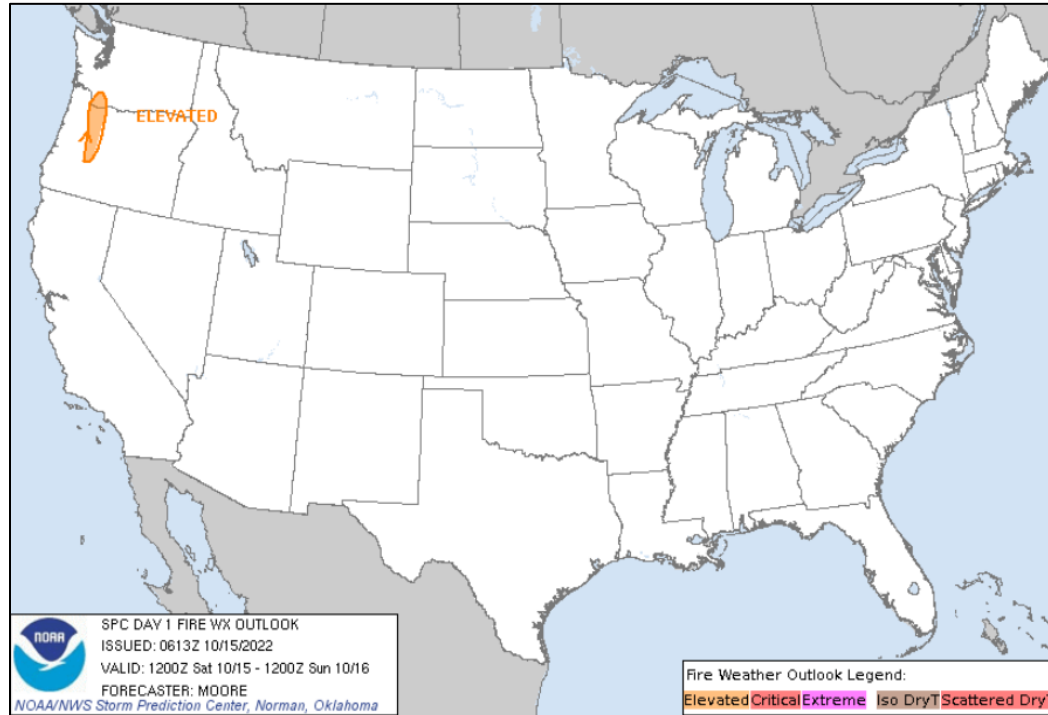 ELEVATED
NOAA
SPC DAY 1 FIRE WX OUTLOOK
ISSUED: 0613Z 10/15/2022
VALID: 1200Z Sat 10/15 - 1200Z Sun 10/16
FORECASTER: MOORE
NOAA/NWS Storm Prediction Center, Norman, Oklahoma
Fire Weather Outlook Legend:
Elevated Critical Extreme Iso DryT Scattered DryT